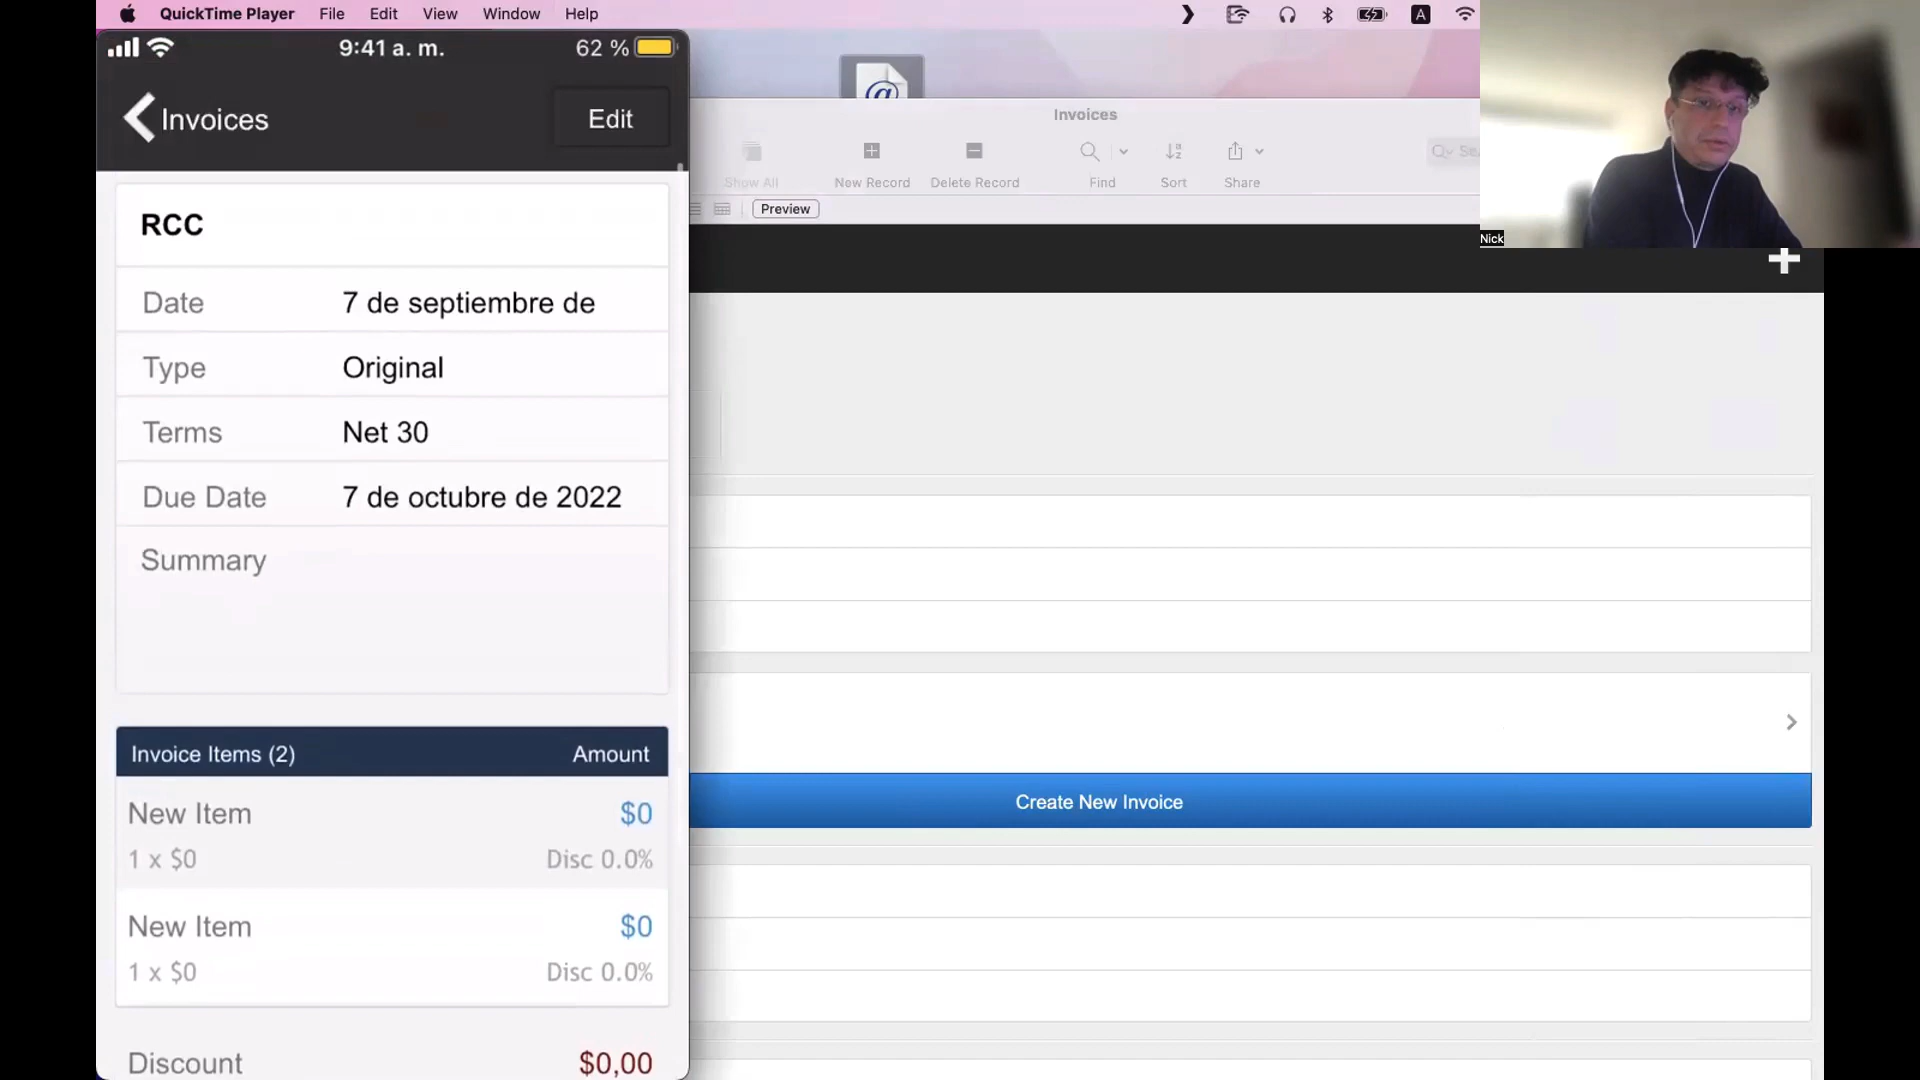 QuickTime Player File Edit View Window Help A
9:41 a. m. 62 %
Invoices Edit
RCC
Date 7 de septiembre de
Type Original
Terms Net 30
Due Date 7 de octubre de 2022
Summary
Invoice Items (2) Amount
New Item $0
1 x $0 Disc 0.0%
New Item $0
1 x $0 Disc 0.0%
Discount $0,00
@
Invoices
Show All New Record Delete Record Find Sort Share
Preview
Create New Invoice
Nick